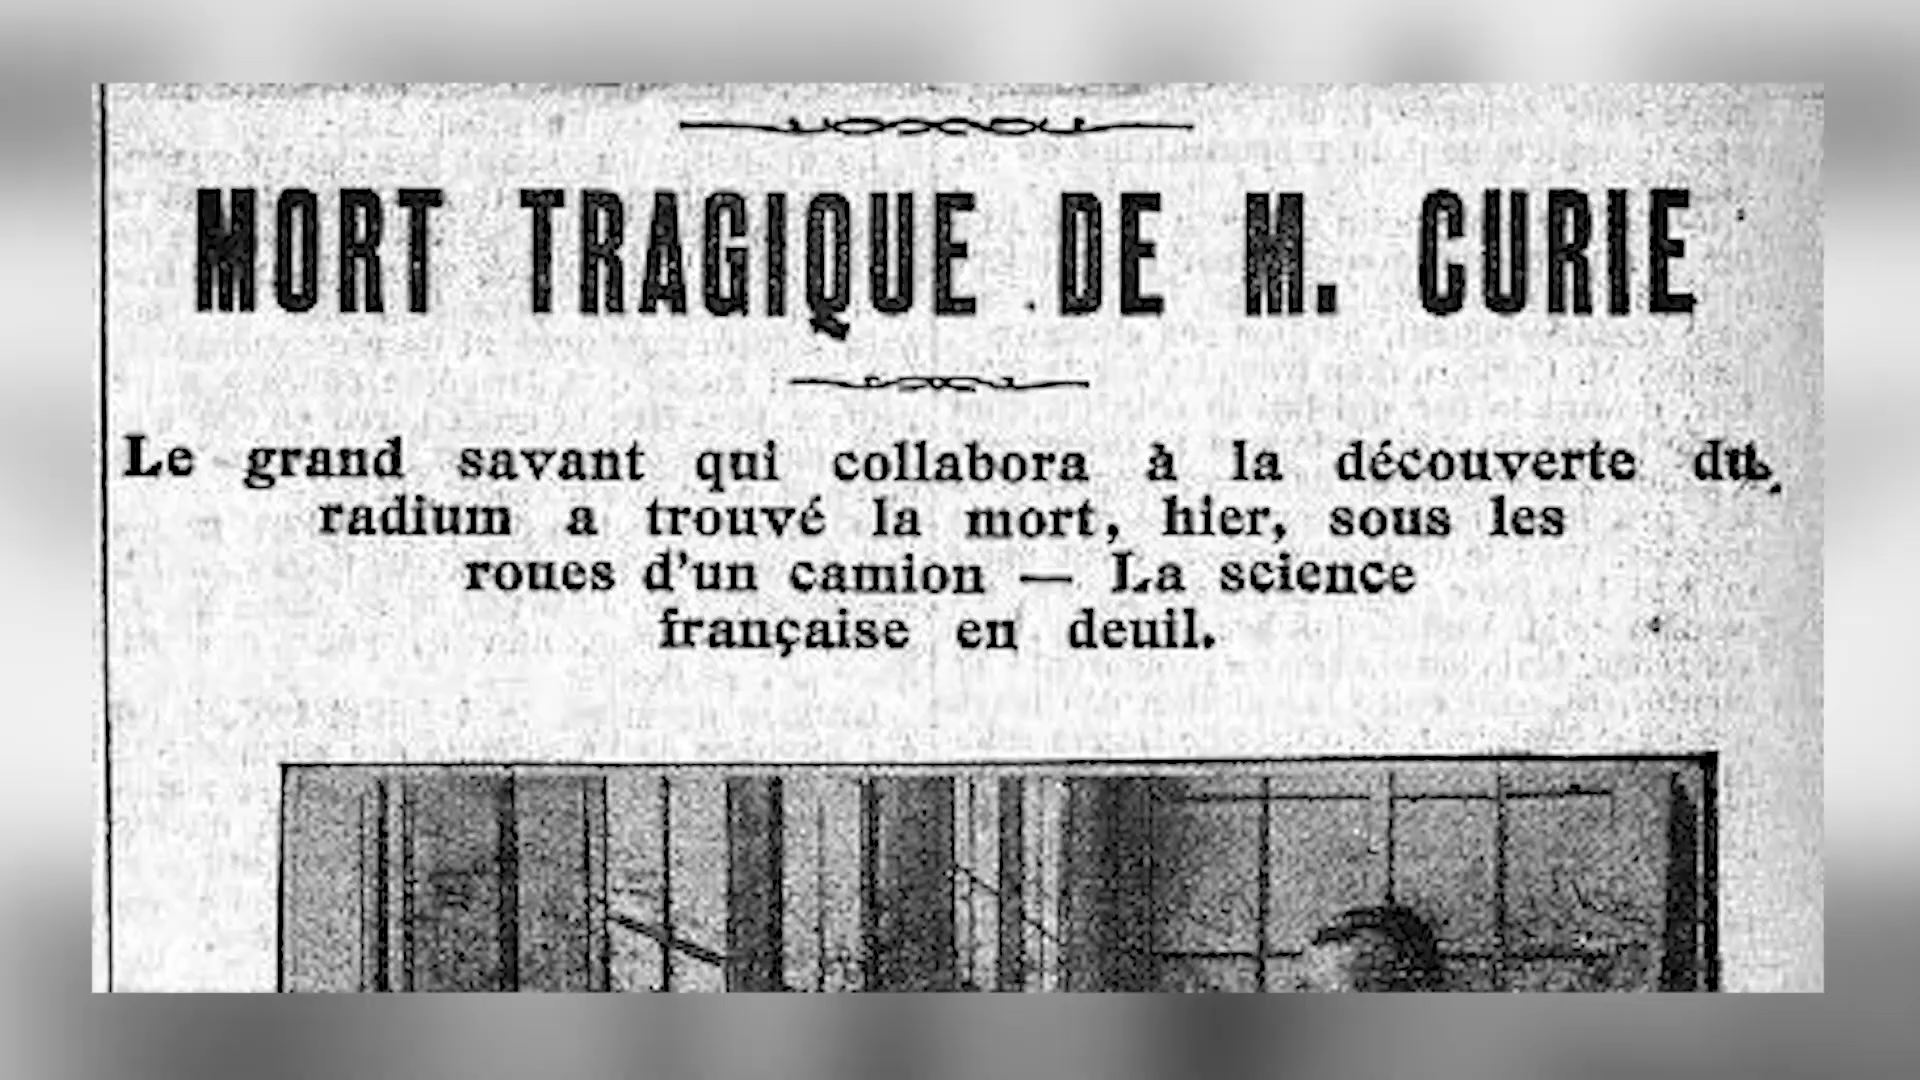 MORT TRAGIQUE DE M. CURIE
Le grand savant qui collabora à la découverte du
radium a trouvé la mort, hier, sous les
roues d'un camion — La science
française en deuil.